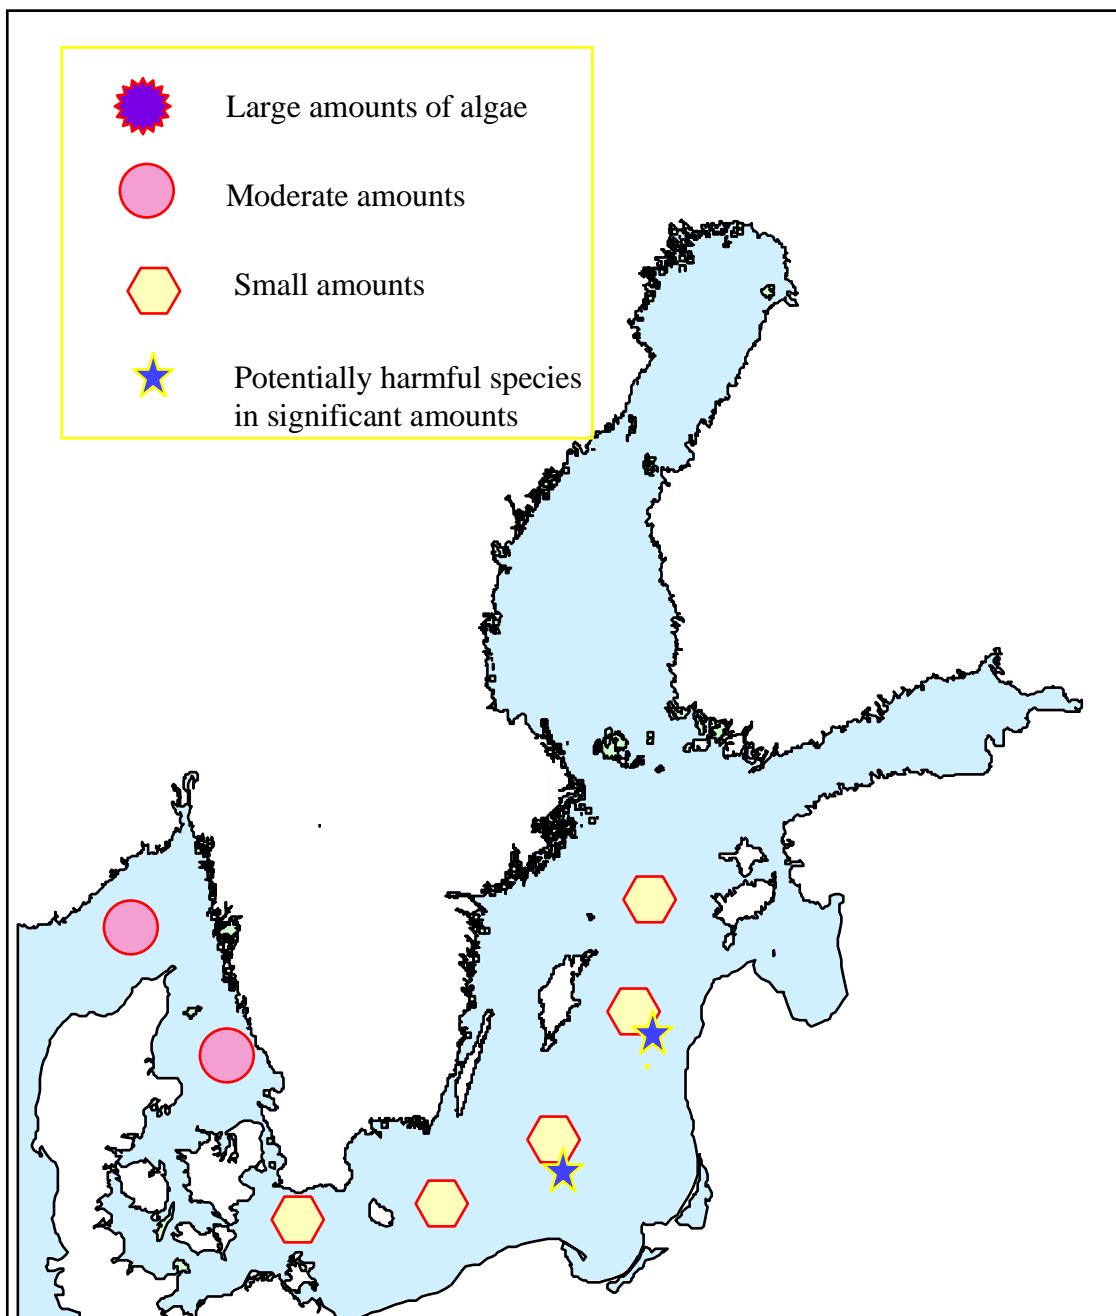 Large amounts of algae
Moderate amounts
Small amounts
Potentially harmful species
in significant amounts